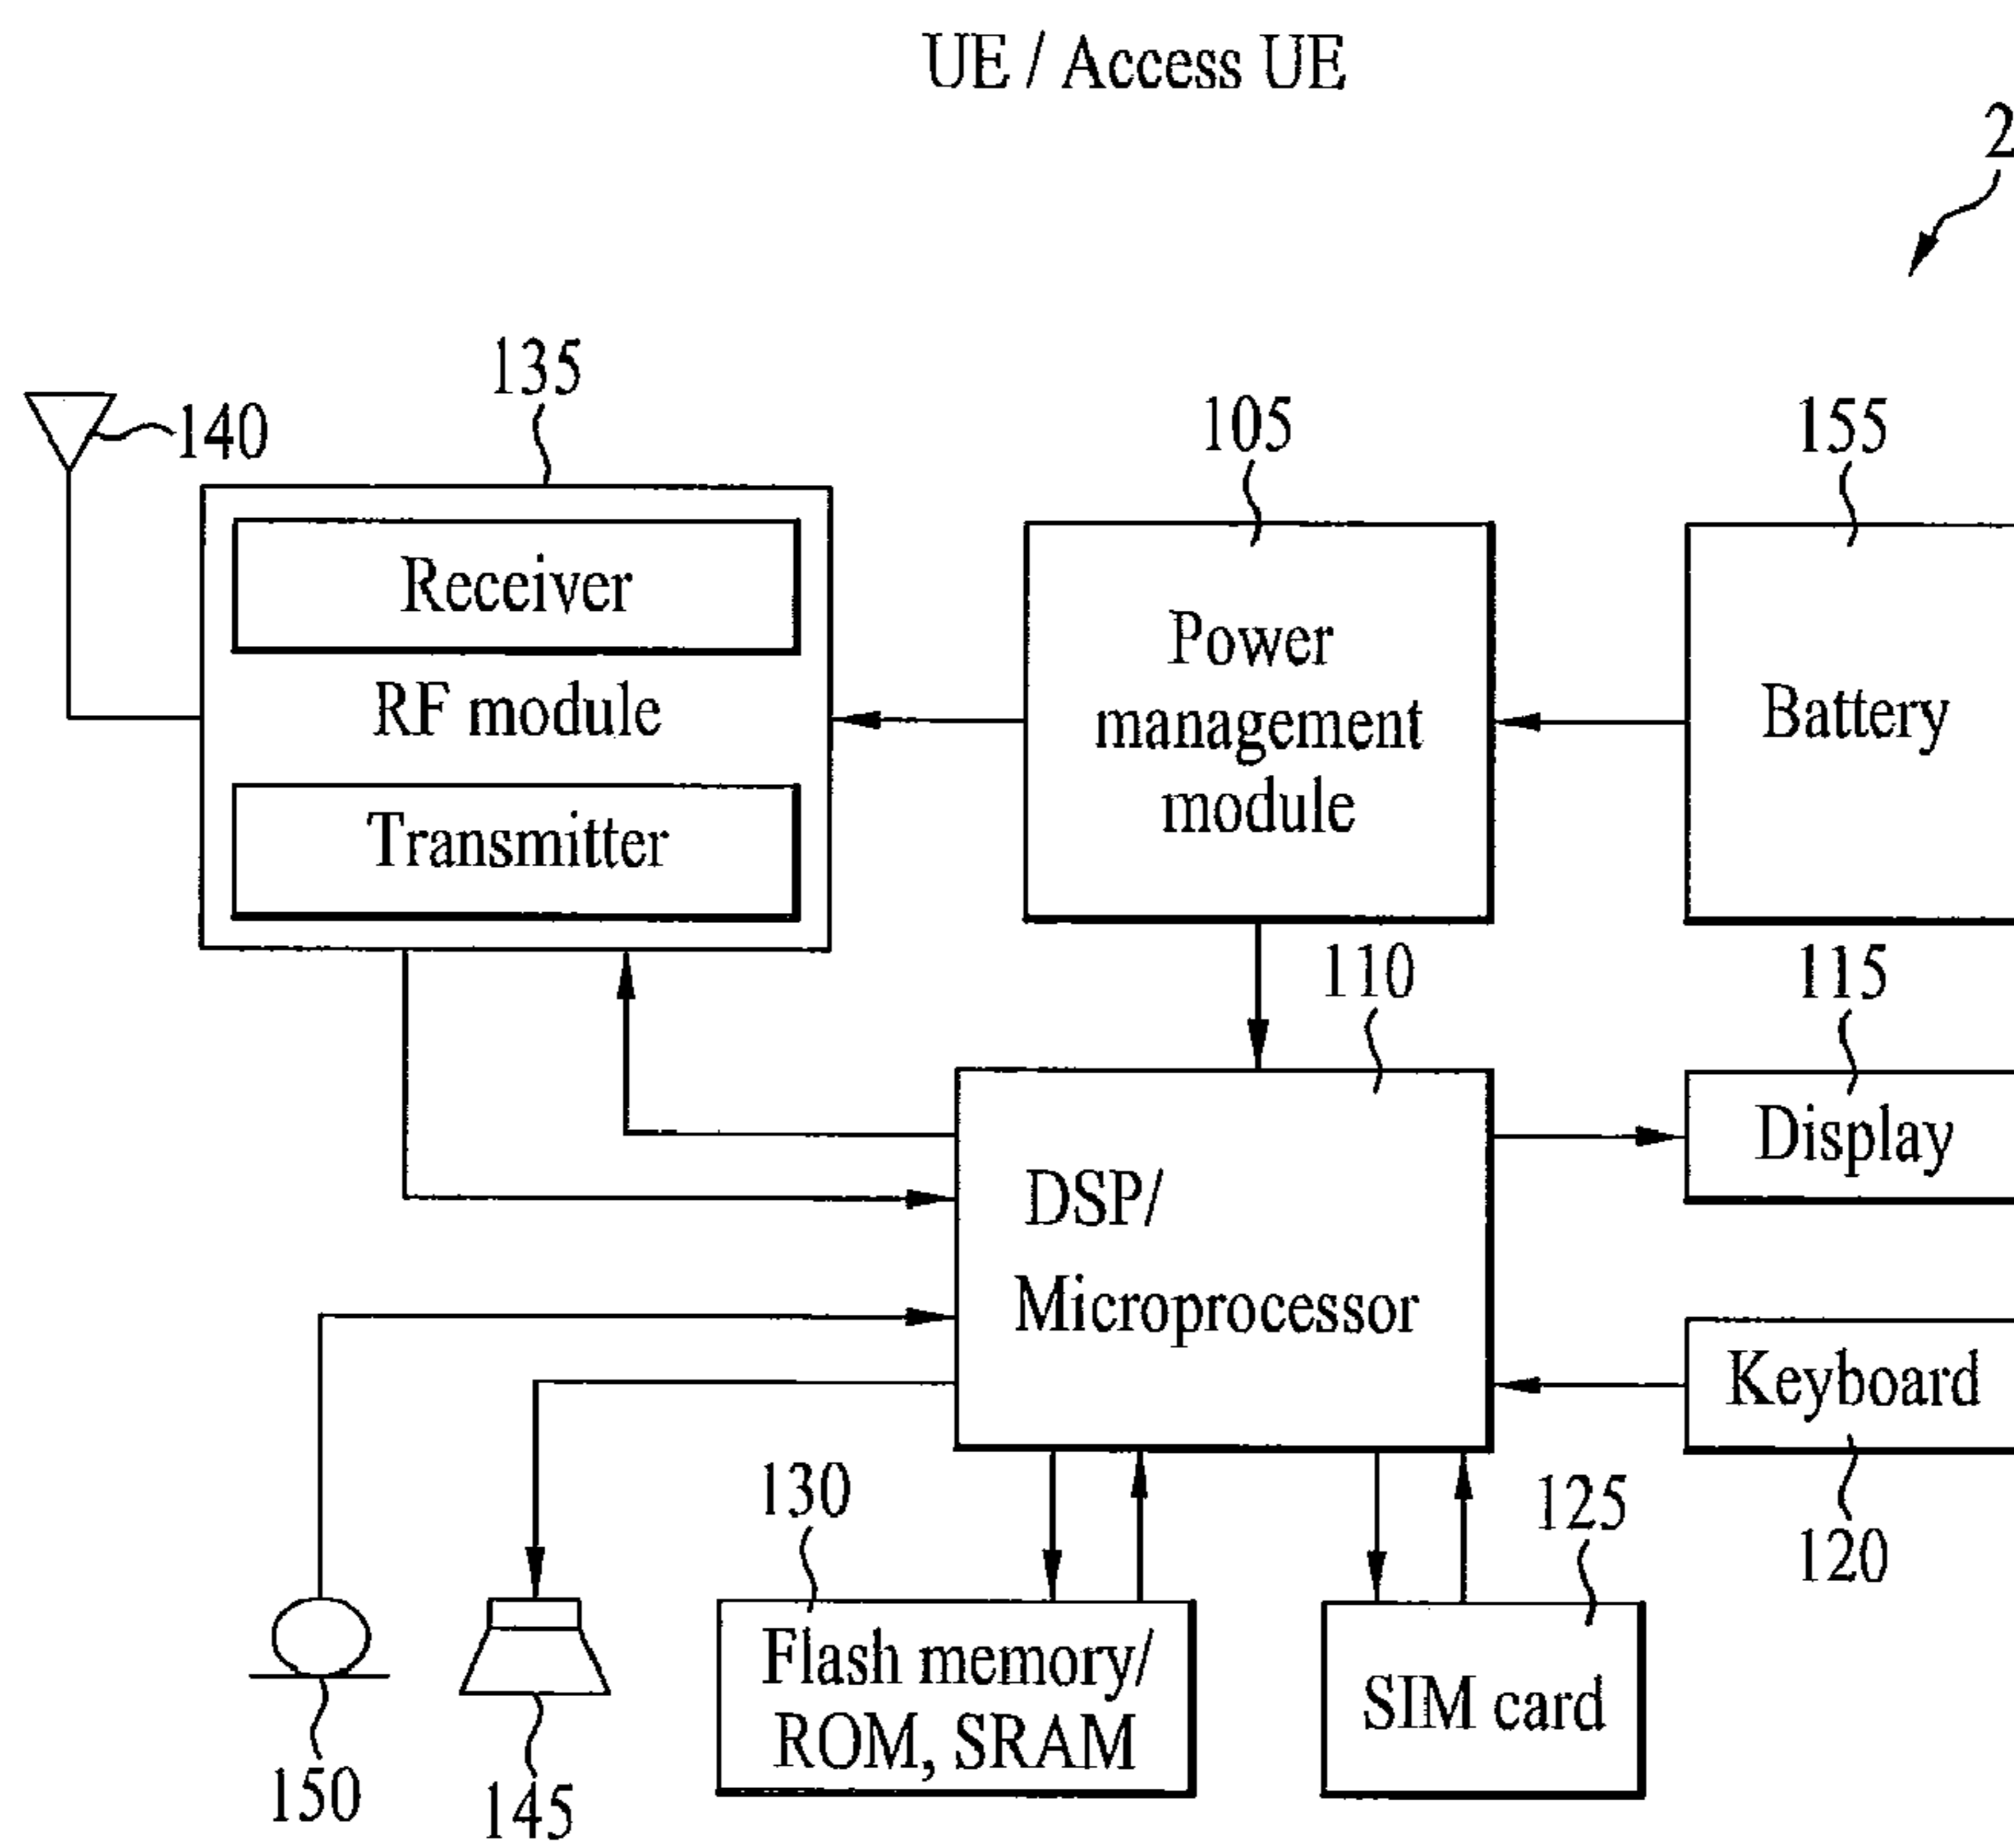 UE / Access UE
2
135
140
105
155
Receiver
RF module
Transmitter
Power
management
module
Battery
110
115
DSP/
Microprocessor
Display
Keyboard
120
130
125
Flash memory/
ROM, SRAM
SIM card
150
145